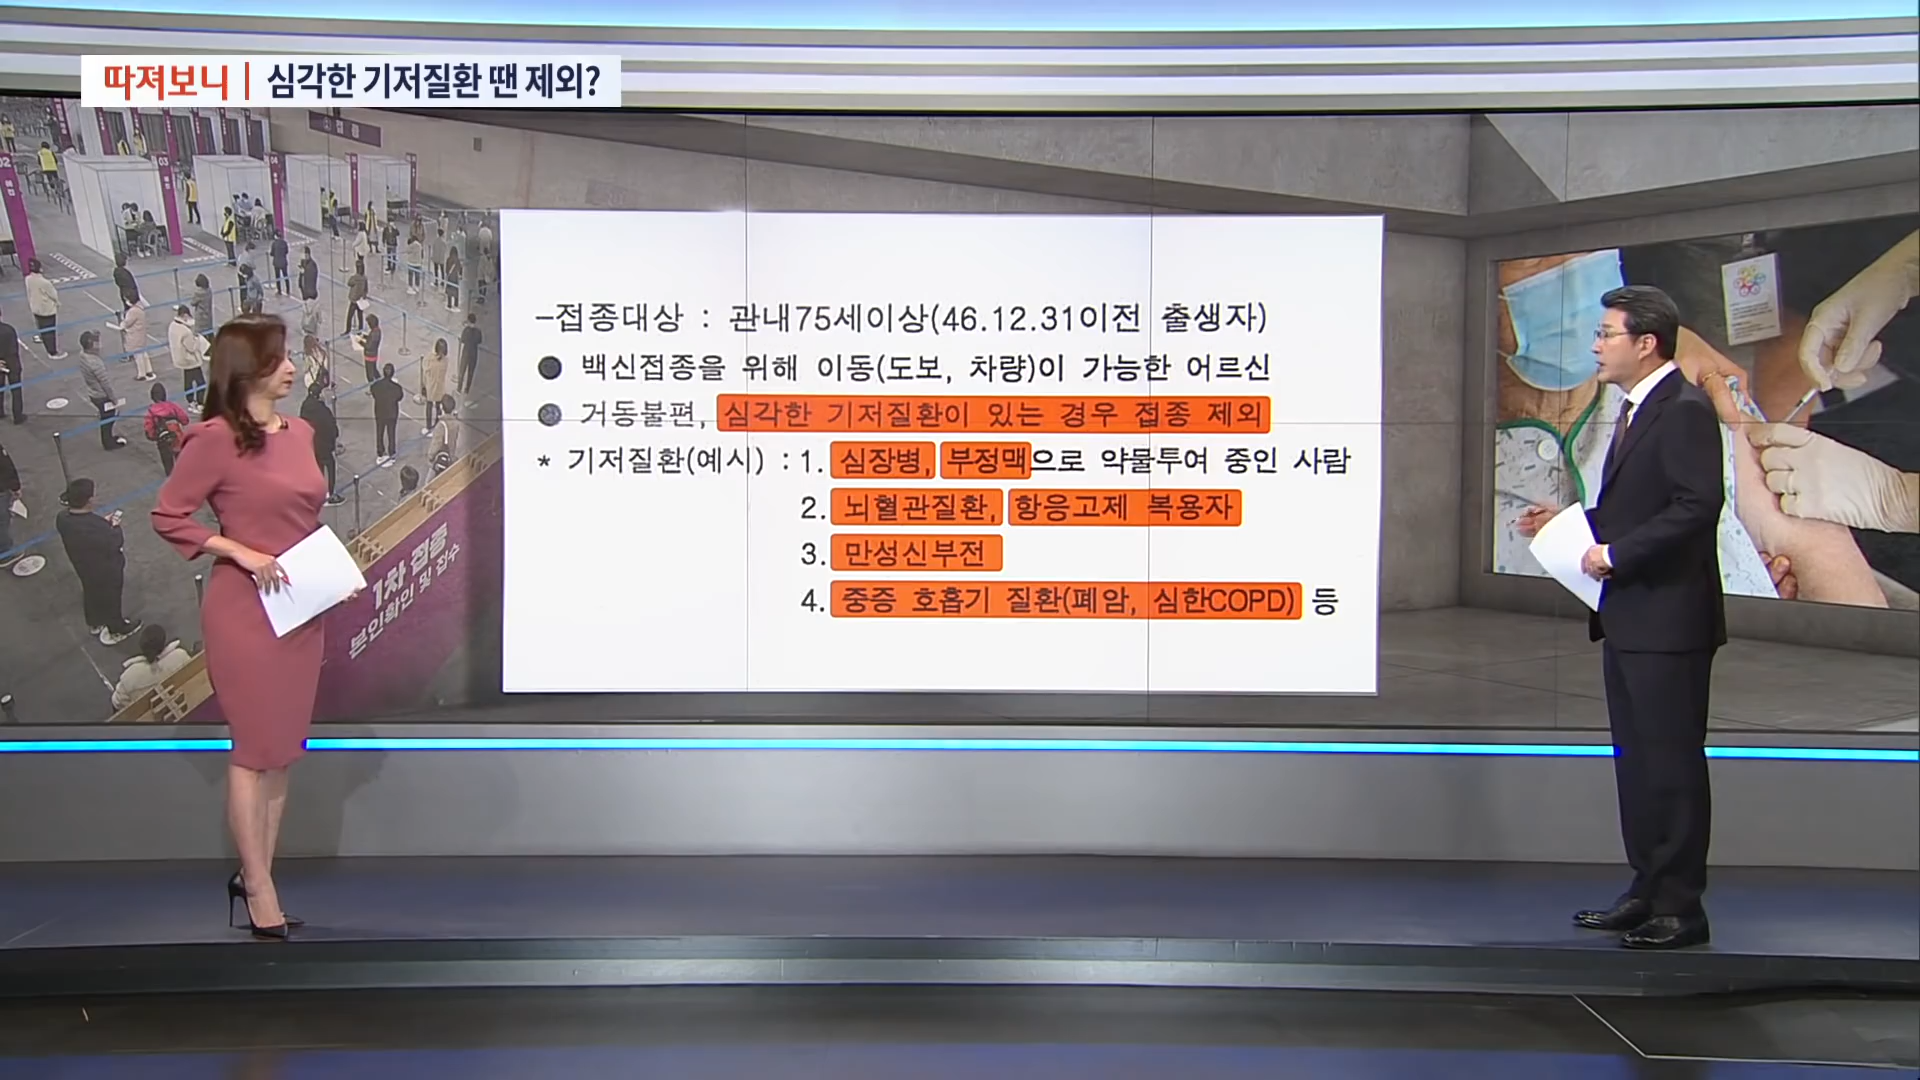 따져보니 | 심각한 기저질환 땐 제외?
-접종대상 : 관내75세이상(46.12.31이전 출생자)
● 백신접종을 위해 이동(도보, 차량)이 가능한 어르신
● 거동불편, 심각한 기저질환이 있는 경우 접종 제외
* 기저질환(예시) : 1. 심장병, 부정맥으로 약물투여 중인 사람
2. 뇌혈관질환, 항응고제 복용자
3. 만성신부전
4. 중증 호흡기 질환(폐암, 심한COPD) 등
접종
02
03
04
1차 접종
본인확인 및 접수